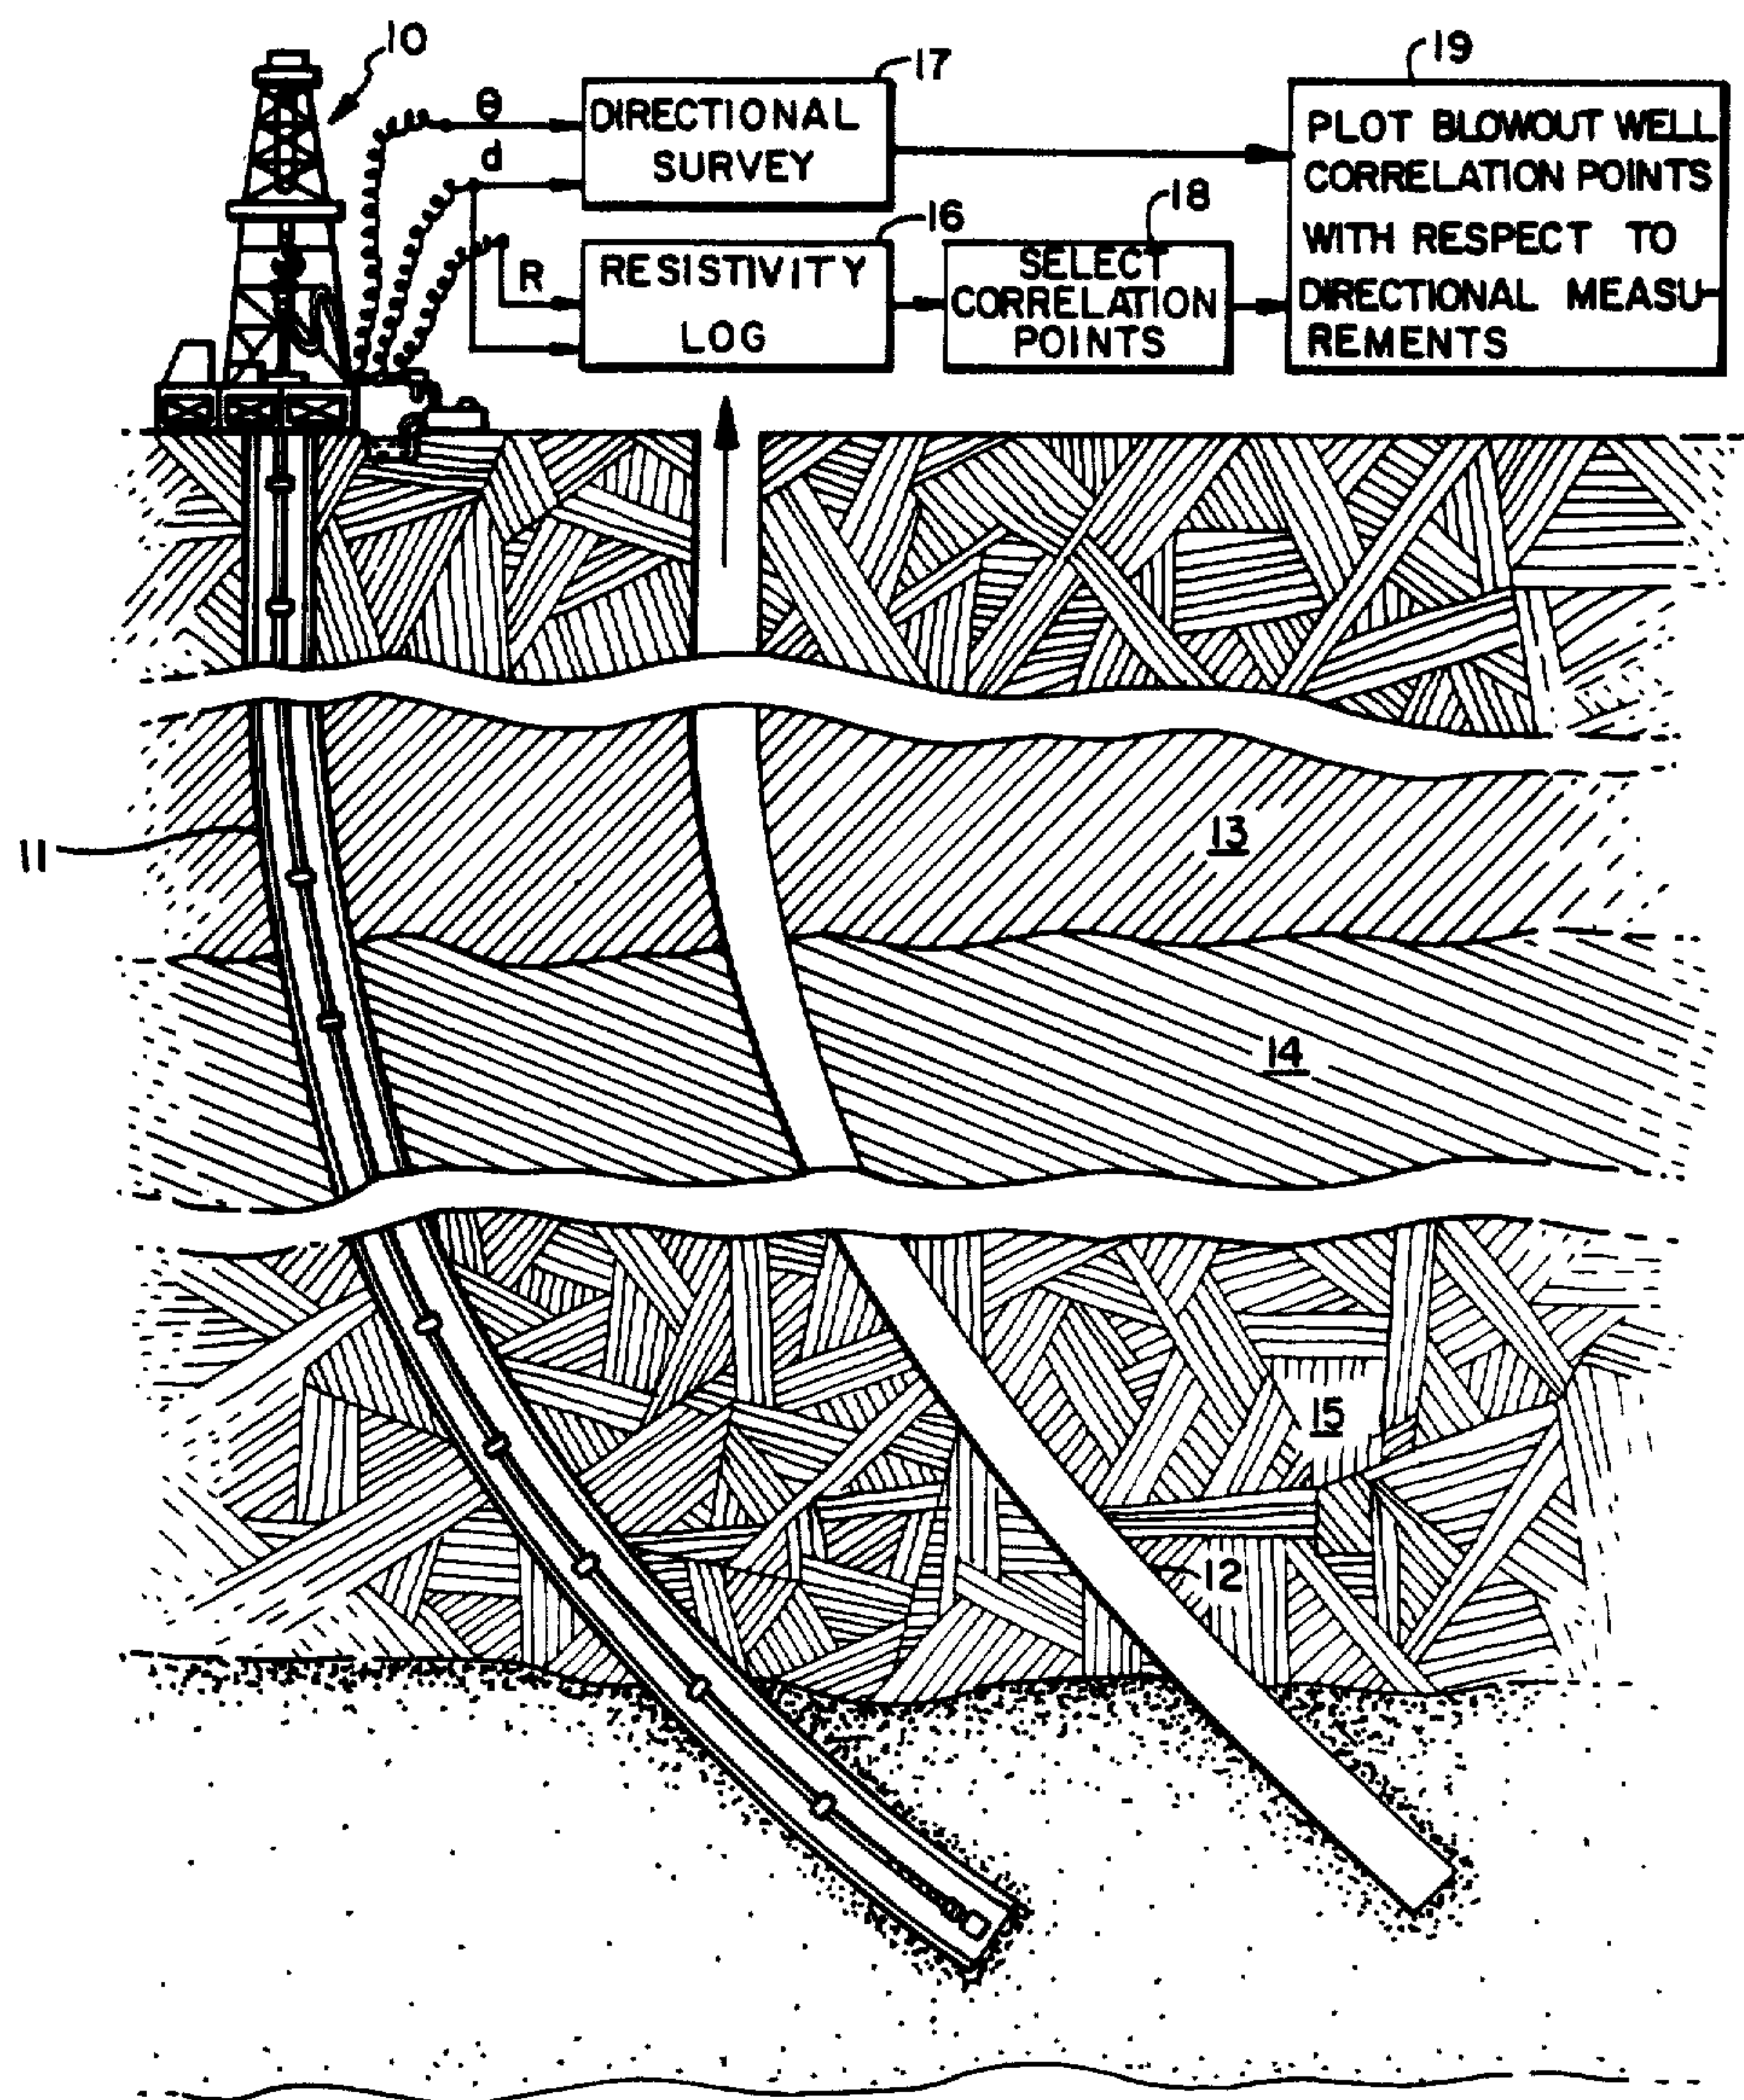 10
θ
d
R
17
DIRECTIONAL
SURVEY
16
RESISTIVITY
LOG
18
SELECT
CORRELATION
POINTS
19
PLOT BLOWOUT WELL
CORRELATION POINTS
WITH RESPECT TO
DIRECTIONAL MEASU-
REMENTS
11
13
14
15
12